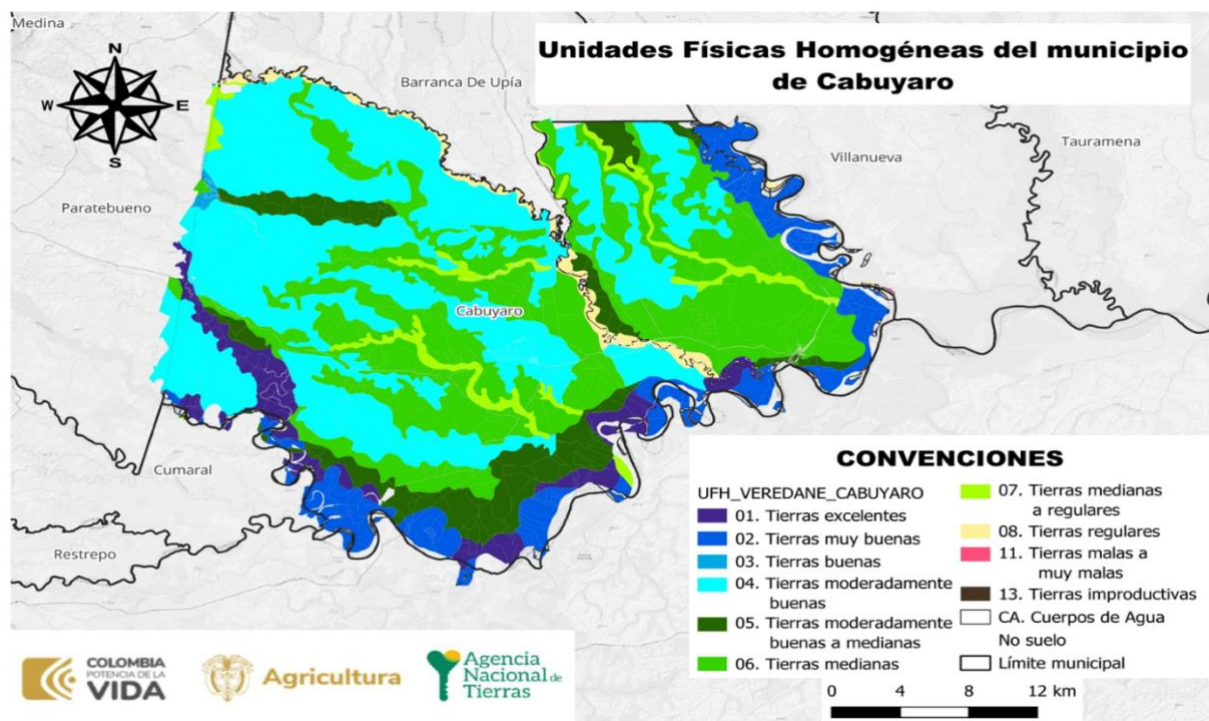 Medina
Unidades Físicas Homogéneas del municipio
de Cabuyaro
N
W
E
S
Barranca De Upía
Villanueva
Tauramena
Paratebueno
Cabuyaro
Cumaral
Restrepo
CONVENCIONES
UFH_VEREDANE_CABUYARO
01. Tierras excelentes
02. Tierras muy buenas
03. Tierras buenas
04. Tierras moderadamente
buenas
05. Tierras moderadamente
buenas a medianas
06. Tierras medianas
07. Tierras medianas
a regulares
08. Tierras regulares
11. Tierras malas a
muy malas
13. Tierras improductivas
CA. Cuerpos de Agua
No suelo
Límite municipal
0 4 8 12 km
COLOMBIA
POTENCIA DE LA
VIDA
Agricultura
Agencia
Nacional de
Tierras